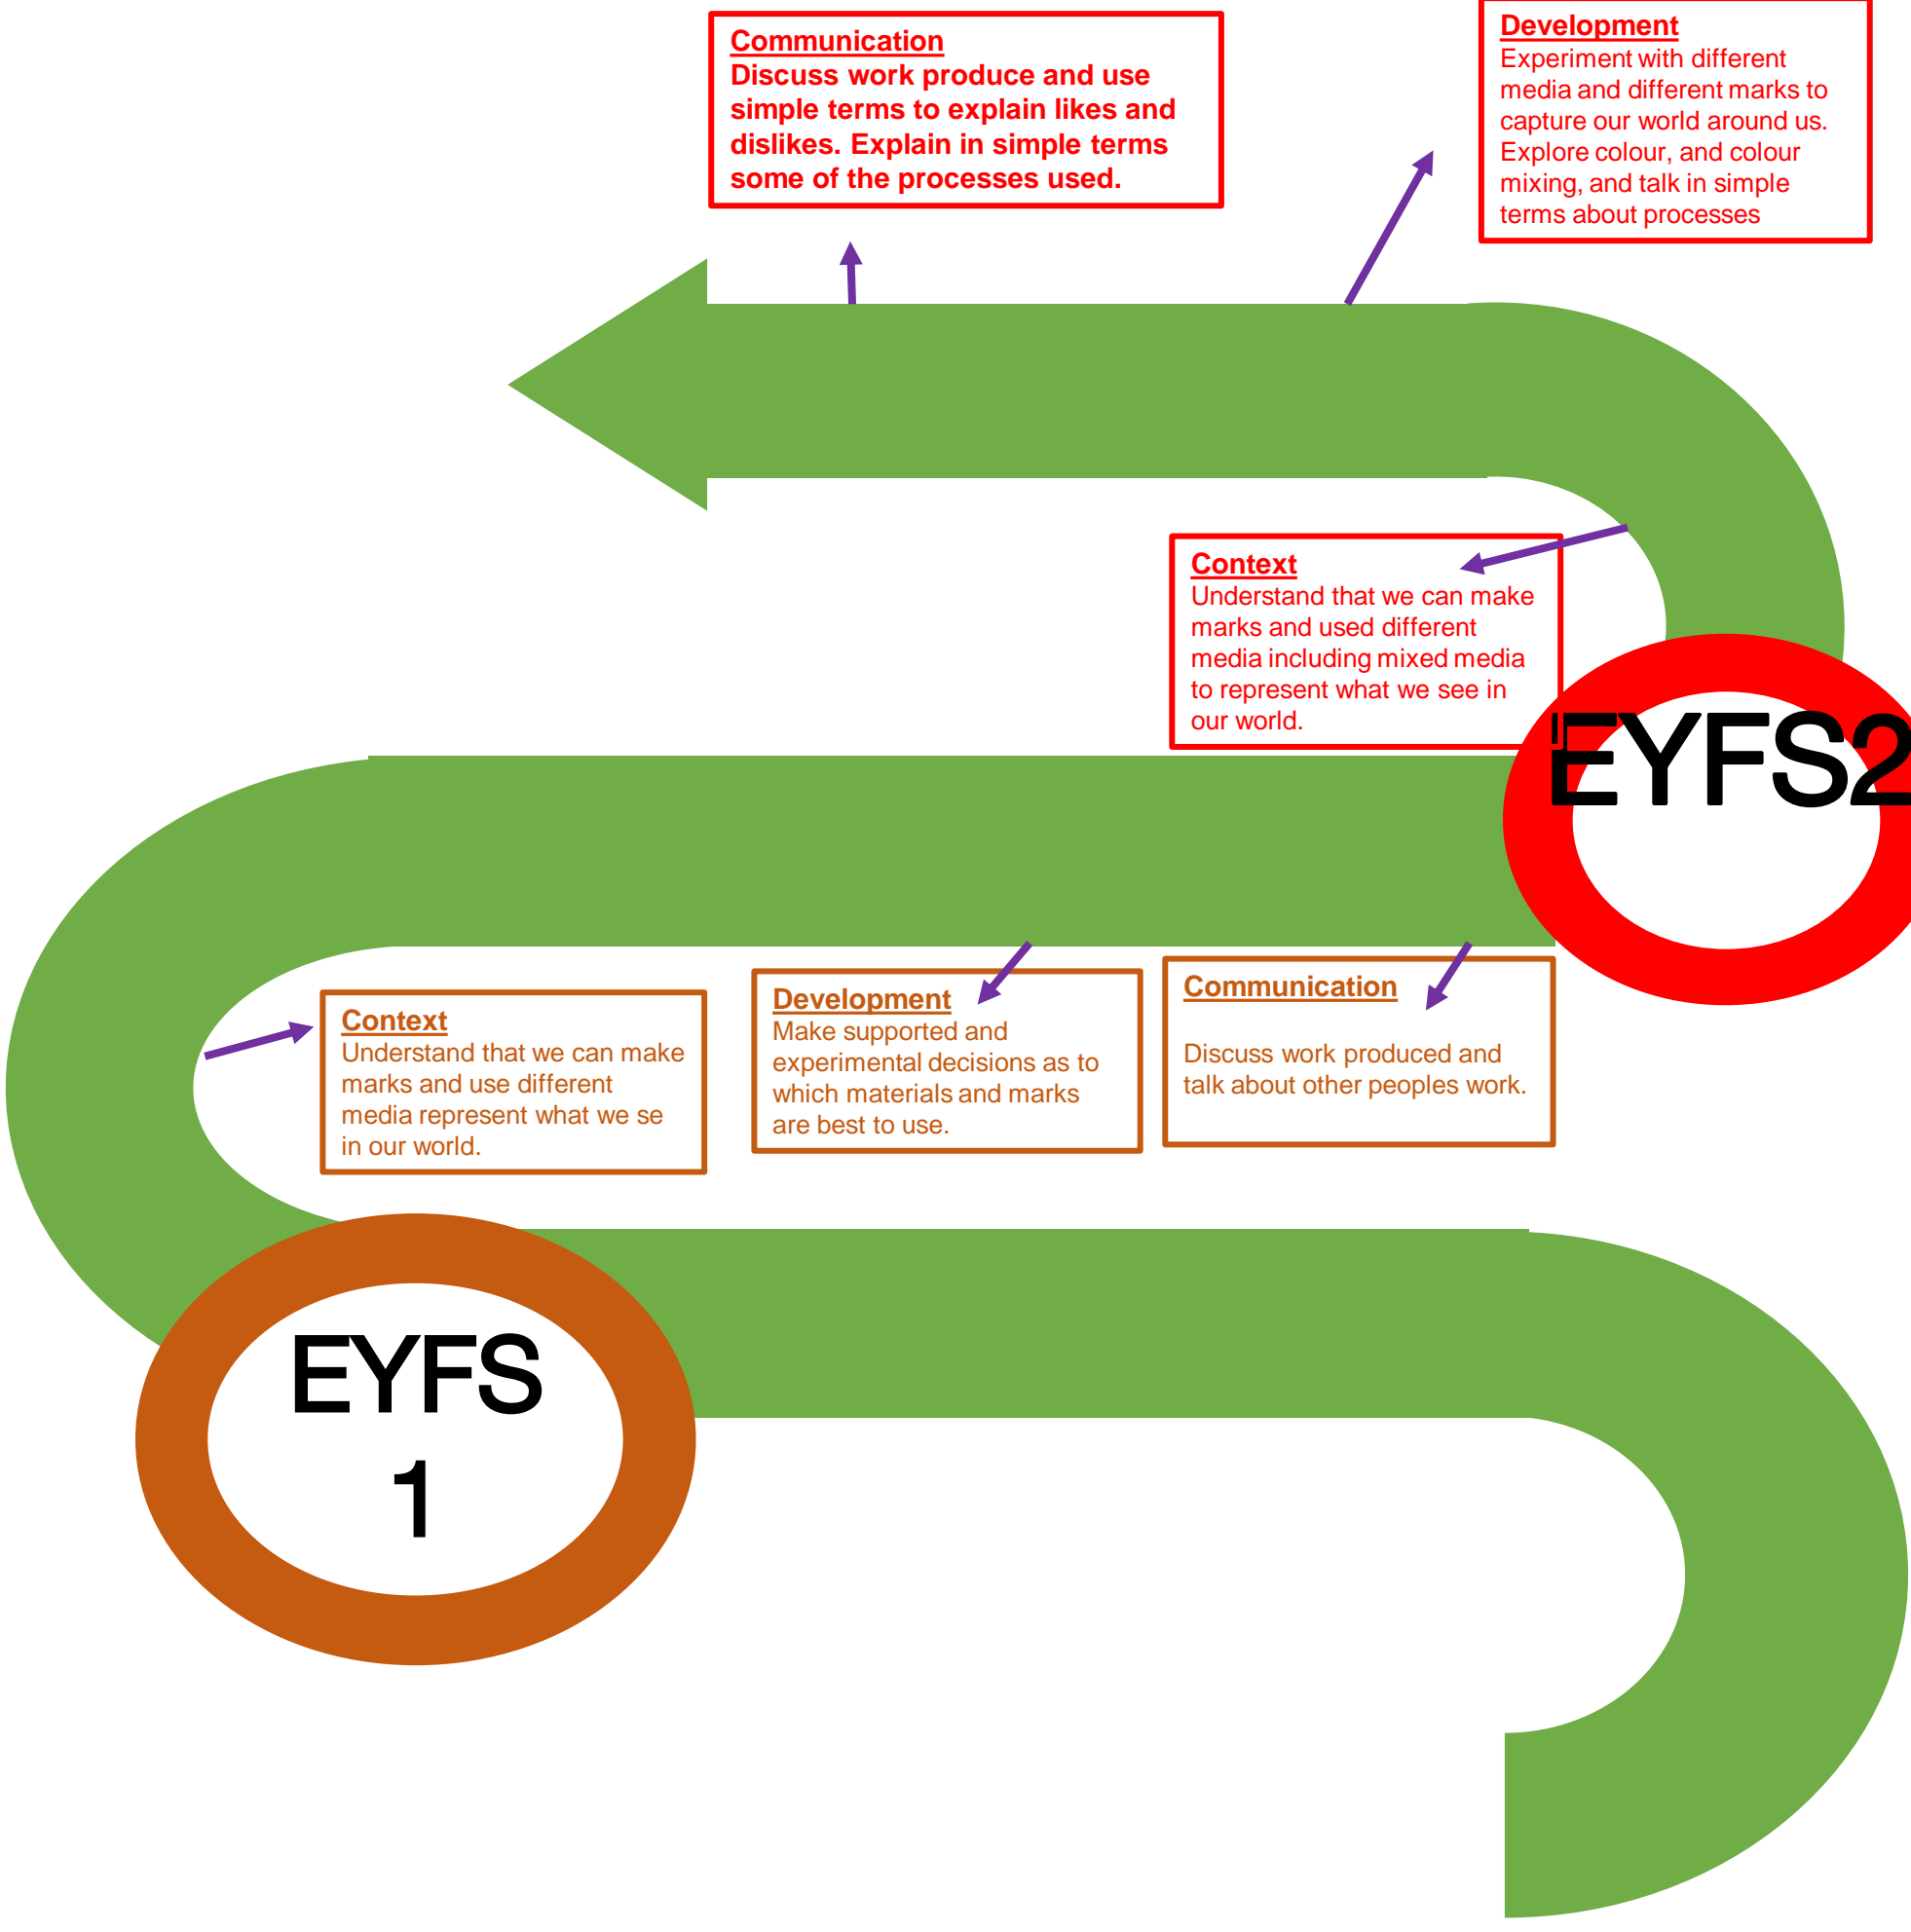 Communication
Discuss work produce and use
simple terms to explain likes and
dislikes. Explain in simple terms
some of the processes used.
Development
Experiment with different
media and different marks to
capture our world around us.
Explore colour, and colour
mixing, and talk in simple
terms about processes
Context
Understand that we can make
marks and used different
media including mixed media
to represent what we see in
our world.
EYFS2
Context
Understand that we can make
marks and use different
media represent what we se
in our world.
Development
Make supported and
experimental decisions as to
which materials and marks
are best to use.
Communication
Discuss work produced and
talk about other peoples work.
EYFS
1